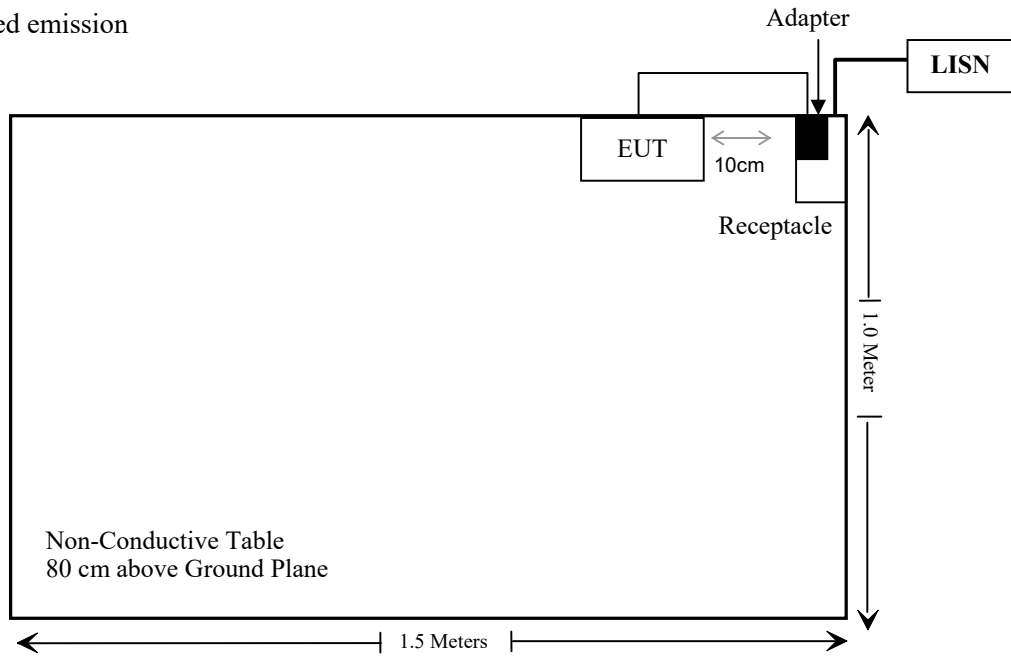 ed emission
Adapter
LISN
EUT
10cm
Receptacle
1.0 Meter
Non-Conductive Table
80 cm above Ground Plane
1.5 Meters